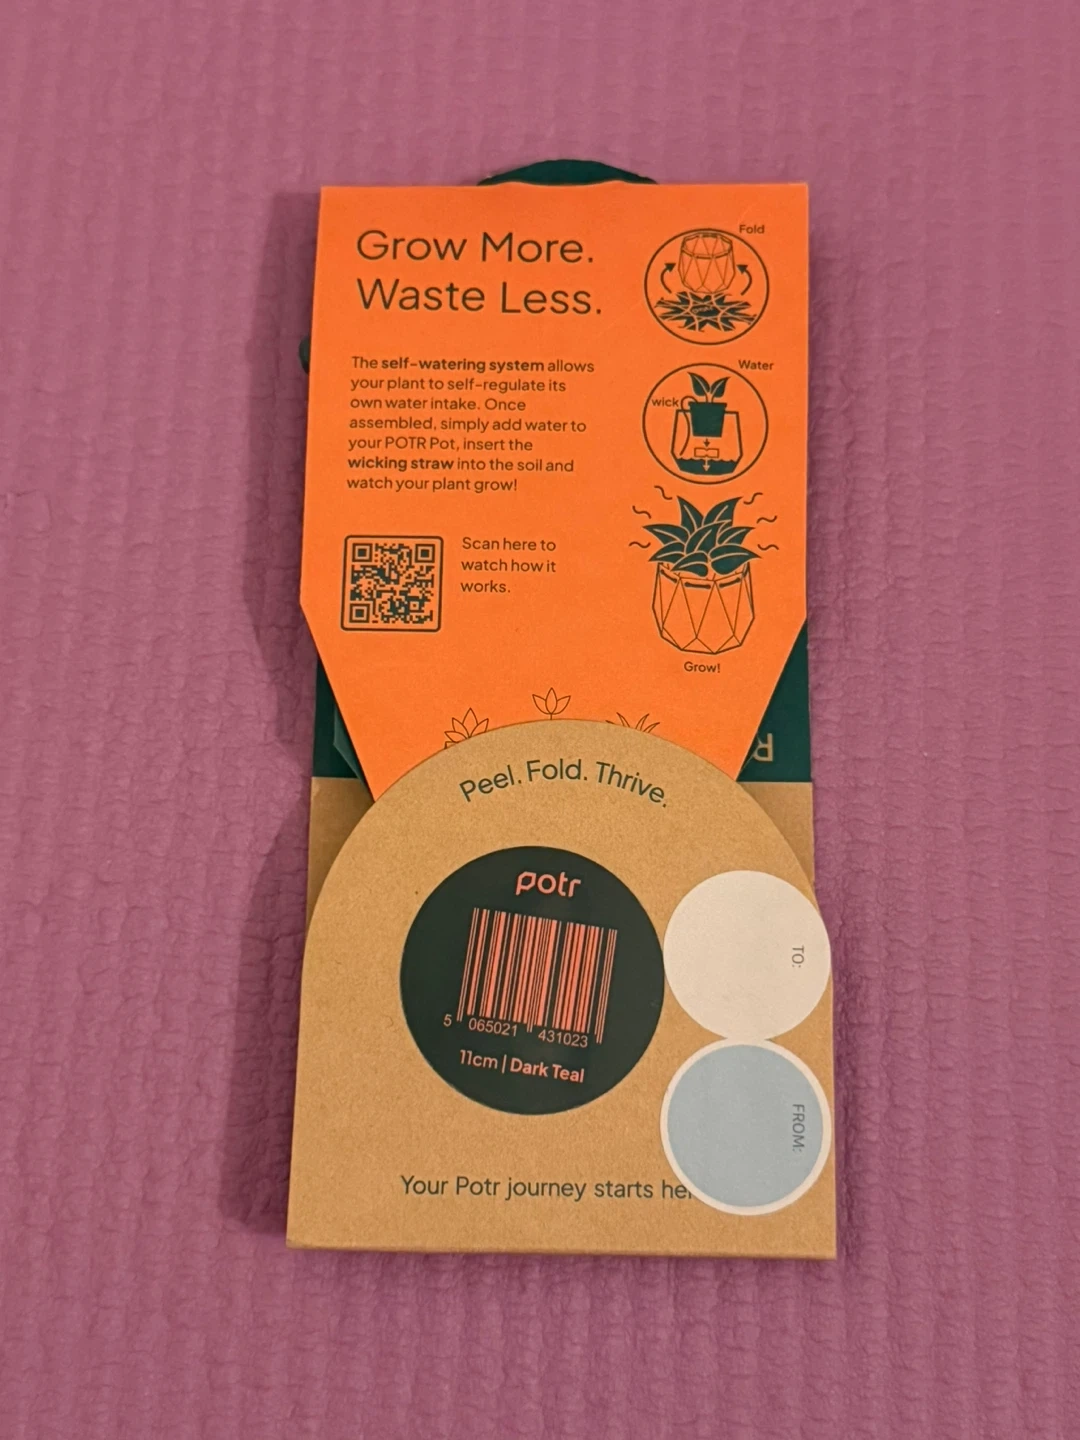 Grow More.
Waste Less.
The self-watering system allows
your plant to self-regulate its
own water intake. Once
assembled, simply add water to
your POTR Pot, insert the
wicking straw into the soil and
watch your plant grow!
Scan here to
watch how it
works.
Fold
Water
wick
Grow!
R
Peel. Fold. Thrive.
potr
5 065021 431023
11cm | Dark Teal
TO:
FROM:
Your Potr journey starts